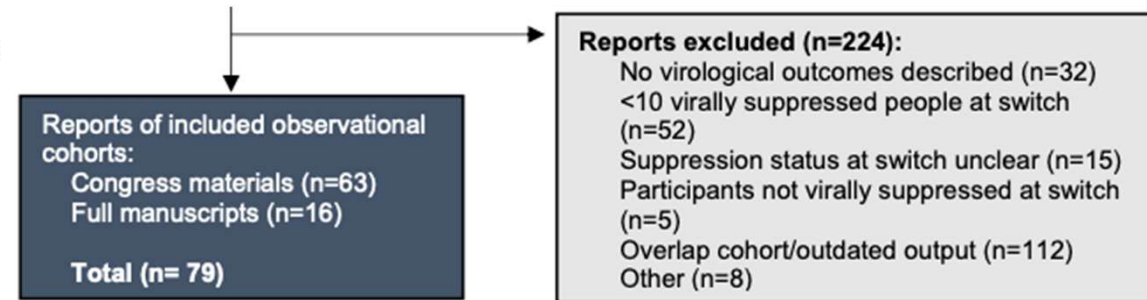 Reports of included observational
cohorts:
Congress materials (n=63)
Full manuscripts (n=16)
Total (n= 79)
Reports excluded (n=224):
No virological outcomes described (n=32)
<10 virally suppressed people at switch
(n=52)
Suppression status at switch unclear (n=15)
Participants not virally suppressed at switch
(n=5)
Overlap cohort/outdated output (n=112)
Other (n=8)